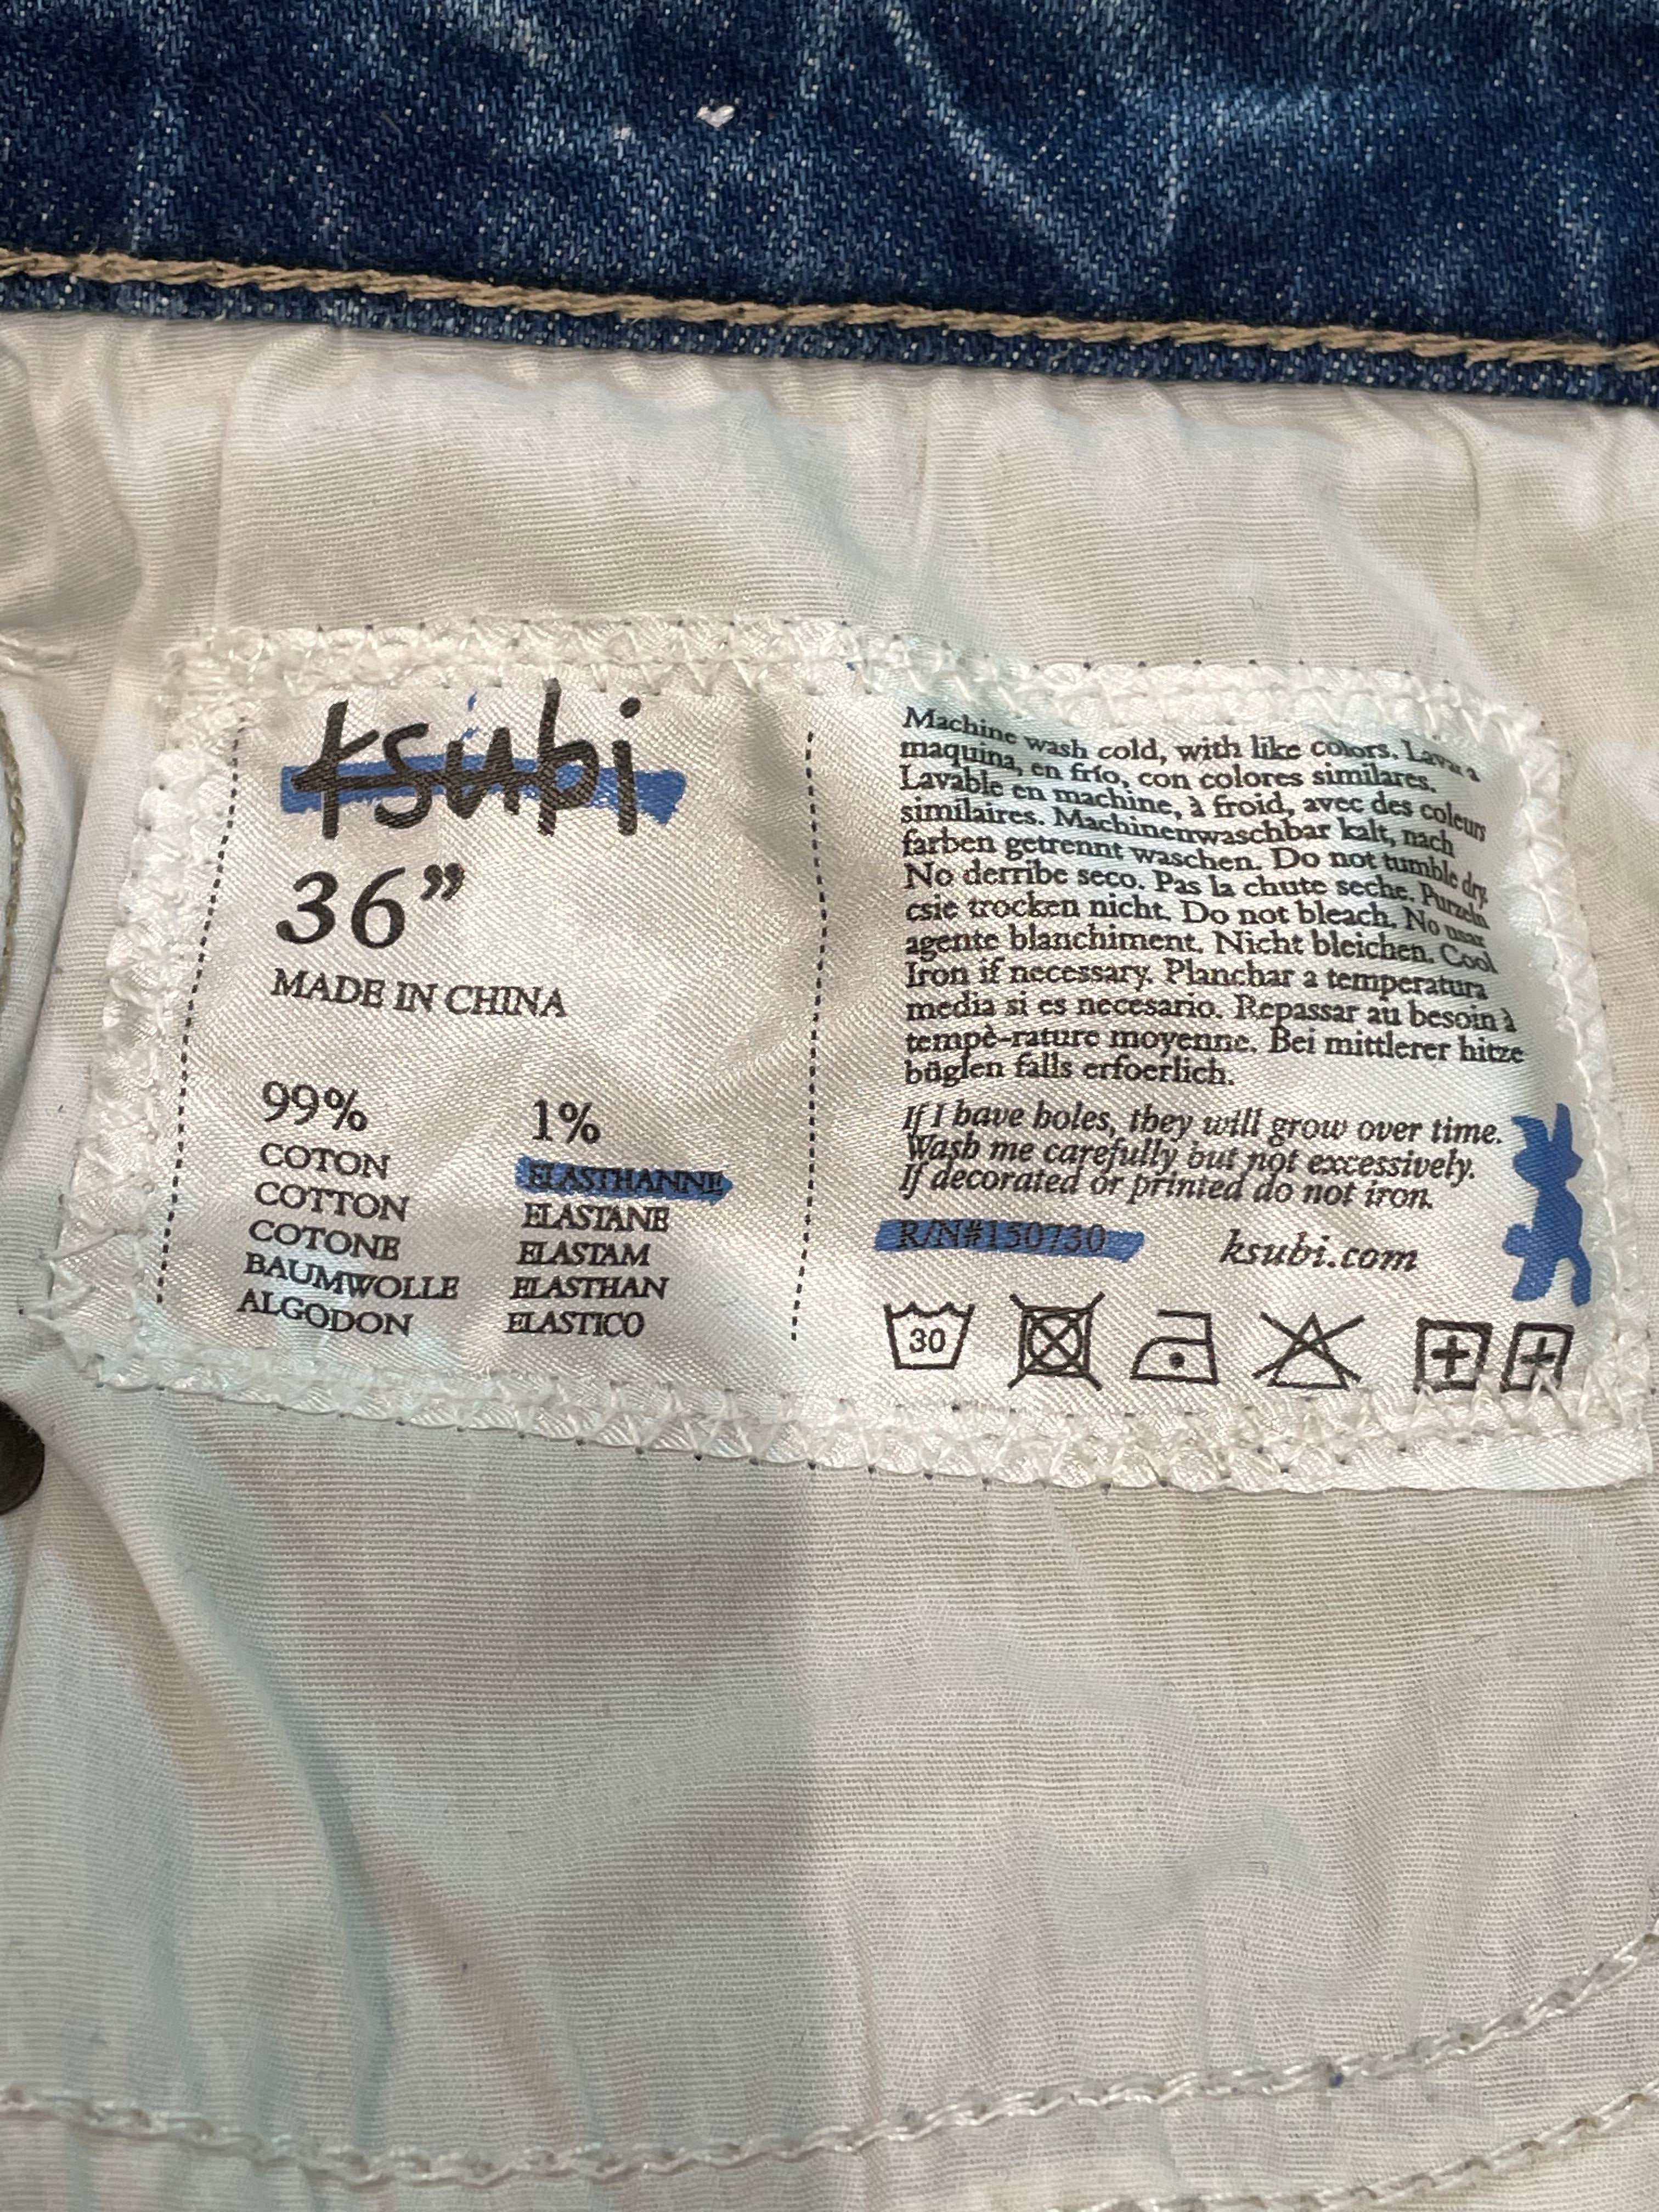 ksubi
36”
MADE IN CHINA
99%
COTON
COTTON
COTONE
BAUMWOLLE
ALGODON
1%
ELASTHANNE
ELASTANE
ELASTAM
ELASTHAN
ELASTICO
Machine wash cold, with like colors. Lava a
maquina, en frío, con colores similares.
Lavable en machine, à froid, avec des coleurs
similaires. Machinenwaschbar kalt, nach
farben getrennt waschen. Do not tumble dry.
No derribe seco. Pas la chute seche. Purzeln
csie trocken nicht. Do not bleach. No usar
agente blanchiment. Nicht bleichen. Cool
Iron if necessary. Planchar a temperatura
media si es necesario. Repassar au besoin à
tempè-rature moyenne. Bei mittlerer hitze
büglen falls erfoerlich.
If I have holes, they will grow over time.
Wash me carefully but not excessively.
If decorated or printed do not iron.
R/N#150730
ksubi.com
30